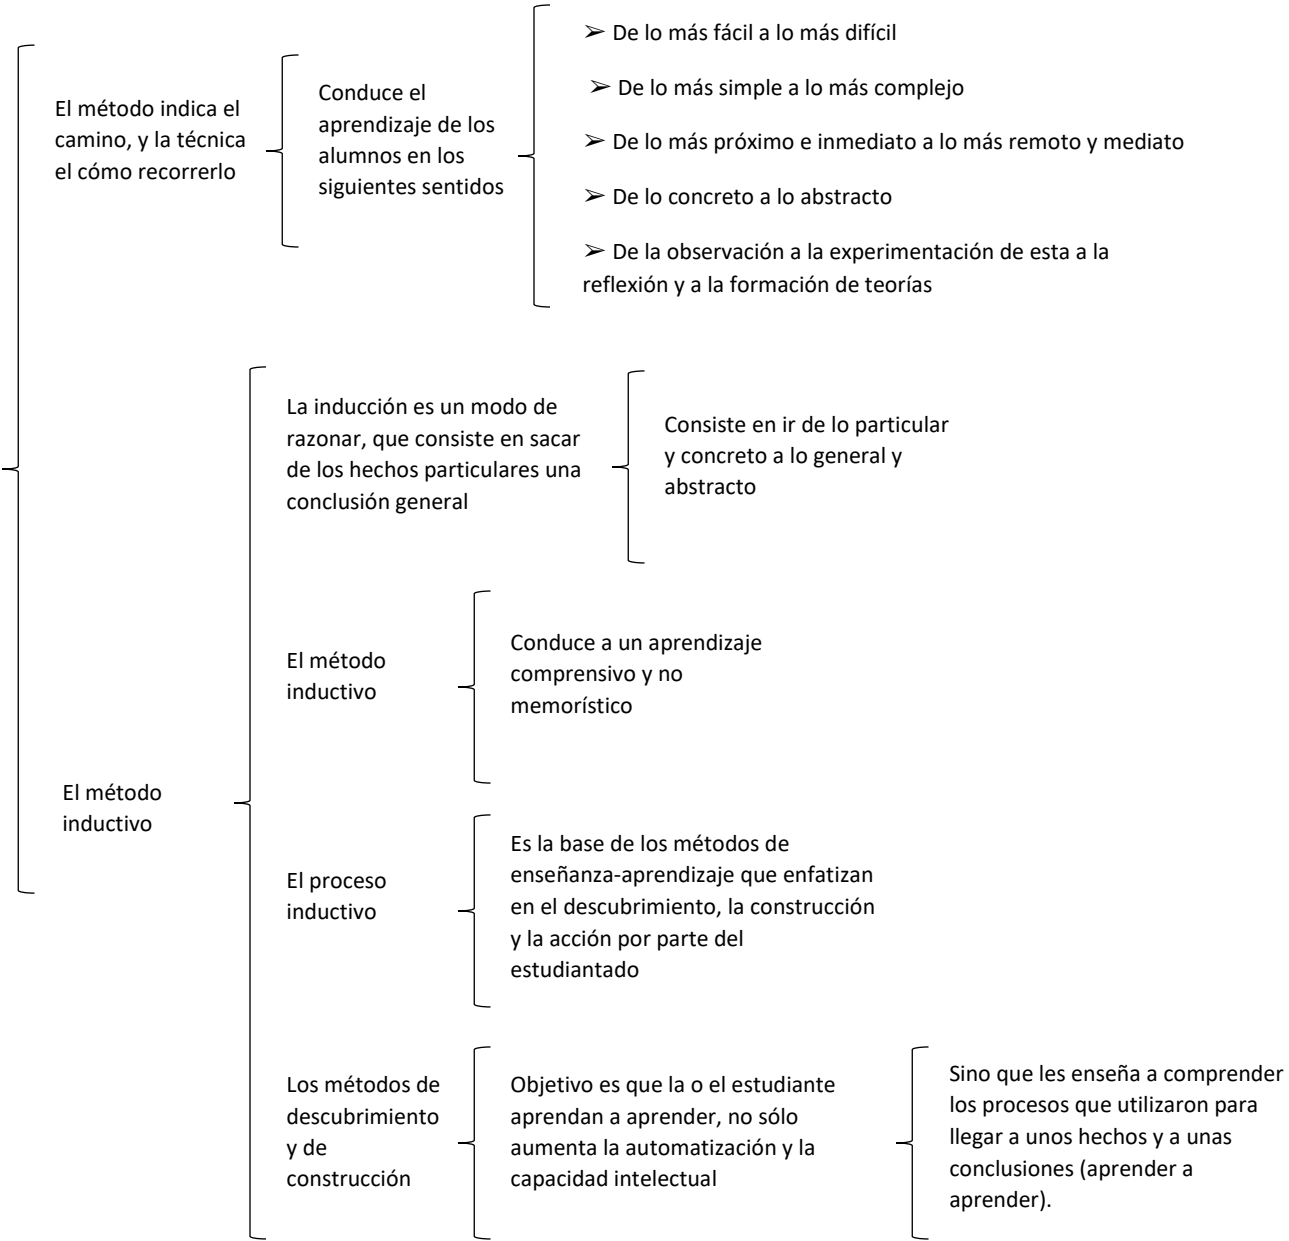 El método indica el
camino, y la técnica
el cómo recorrerlo
Conduce el
aprendizaje de los
alumnos en los
siguientes sentidos
➢ De lo más fácil a lo más difícil
➢ De lo más simple a lo más complejo
➢ De lo más próximo e inmediato a lo más remoto y mediato
➢ De lo concreto a lo abstracto
➢ De la observación a la experimentación de esta a la
reflexión y a la formación de teorías
El método
inductivo
La inducción es un modo de
razonar, que consiste en sacar
de los hechos particulares una
conclusión general
Consiste en ir de lo particular
y concreto a lo general y
abstracto
El método
inductivo
Conduce a un aprendizaje
comprensivo y no
memorístico
El proceso
inductivo
Es la base de los métodos de
enseñanza-aprendizaje que enfatizan
en el descubrimiento, la construcción
y la acción por parte del
estudiantado
Los métodos de
descubrimiento
y de
construcción
Objetivo es que la o el estudiante
aprendan a aprender, no sólo
aumenta la automatización y la
capacidad intelectual
Sino que les enseña a comprender
los procesos que utilizaron para
llegar a unos hechos y a unas
conclusiones (aprender a
aprender).